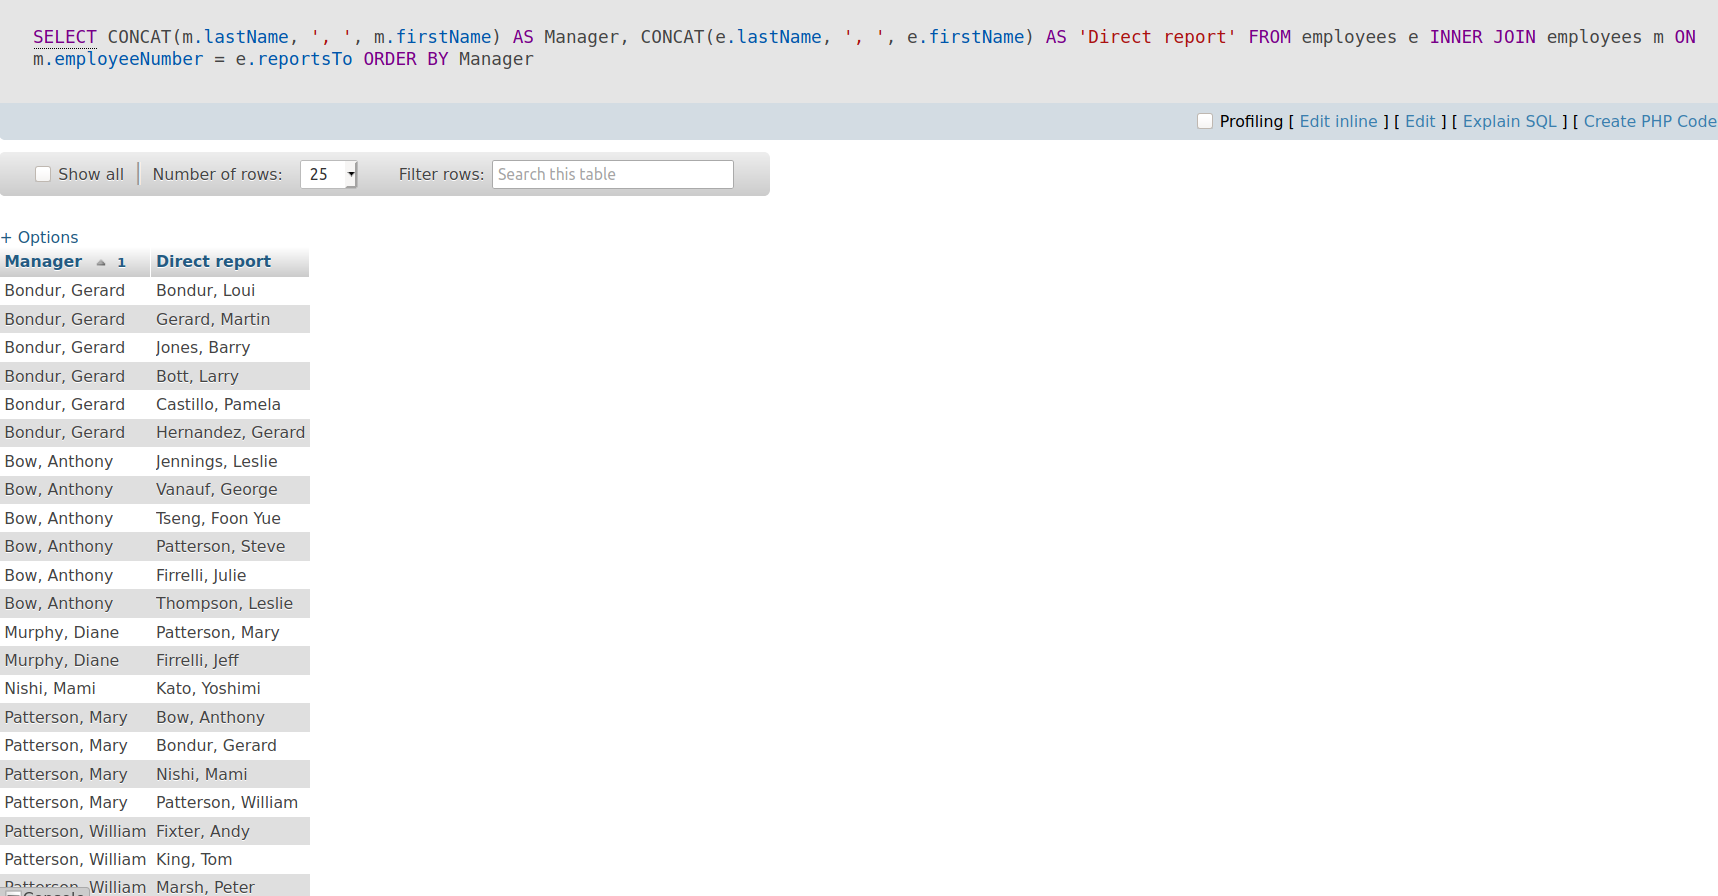 SELECT CONCAT(m.lastName, ', ', m.firstName) AS Manager, CONCAT(e.lastName, ', ', e.firstName) AS 'Direct report' FROM employees e INNER JOIN employees m ON
m.employeeNumber = e.reportsTo ORDER BY Manager
Profiling [ Edit inline ] [ Edit ] [ Explain SQL ] [ Create PHP Code
Show all Number of rows: 25 Filter rows: Search this table
+ Options
Manager 1 Direct report
Bondur, Gerard Bondur, Loui
Bondur, Gerard Gerard, Martin
Bondur, Gerard Jones, Barry
Bondur, Gerard Bott, Larry
Bondur, Gerard Castillo, Pamela
Bondur, Gerard Hernandez, Gerard
Bow, Anthony Jennings, Leslie
Bow, Anthony Vanauf, George
Bow, Anthony Tseng, Foon Yue
Bow, Anthony Patterson, Steve
Bow, Anthony Firrelli, Julie
Bow, Anthony Thompson, Leslie
Murphy, Diane Patterson, Mary
Murphy, Diane Firrelli, Jeff
Nishi, Mami Kato, Yoshimi
Patterson, Mary Bow, Anthony
Patterson, Mary Bondur, Gerard
Patterson, Mary Nishi, Mami
Patterson, Mary Patterson, William
Patterson, William Fixter, Andy
Patterson, William King, Tom
Patterson, William Marsh, Peter
Console